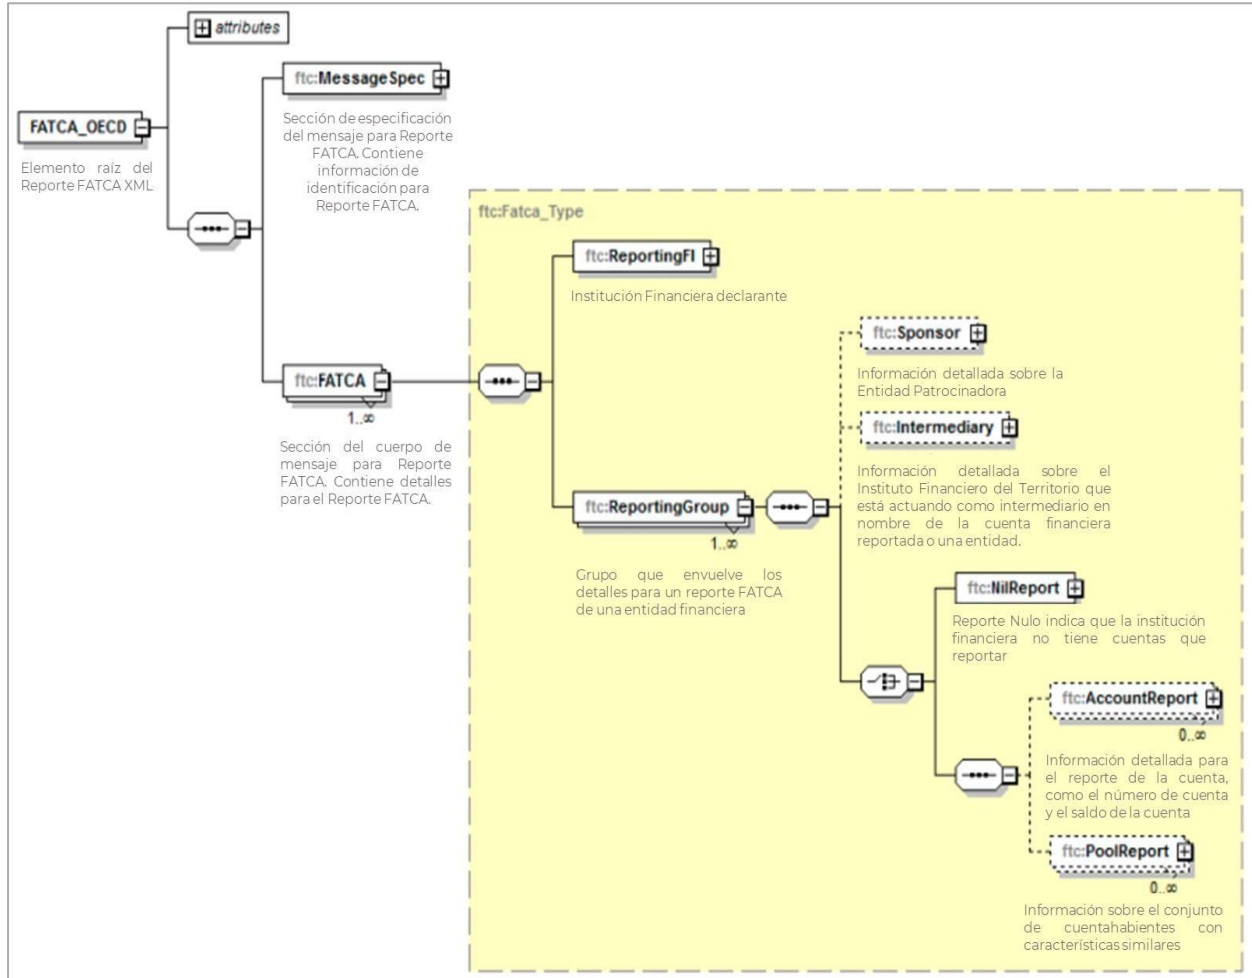 attributes
ftc:MessageSpec
FATCA_OECD
Sección de especificación
del mensaje para Reporte
FATCA. Contiene
información de
identificación para
Reporte FATCA.
Elemento raíz del
Reporte FATCA XML
ftc:Fatca_Type
ftc:ReportingFI
Institución Financiera declarante
ftc:Sponsor
Información detallada sobre la
Entidad Patrocinadora
ftc:FATCA
1..∞
Sección del cuerpo de
mensaje para Reporte
FATCA. Contiene detalles
para el Reporte FATCA.
ftc:Intermediary
Información detallada sobre el
Instituto Financiero del Territorio que
está actuando como intermediario en
nombre de la cuenta financiera
reportada o una entidad.
ftc:ReportingGroup
1..∞
Grupo que envuelve los
detalles para un reporte FATCA
de una entidad financiera
ftc:NilReport
Reporte Nulo indica que la institución
financiera no tiene cuentas que
reportar
ftc:AccountReport
0..∞
Información detallada para
el reporte de la cuenta,
como el número de cuenta
y el saldo de la cuenta
ftc:PoolReport
0..∞
Información sobre el conjunto
de cuentahabientes con
características similares